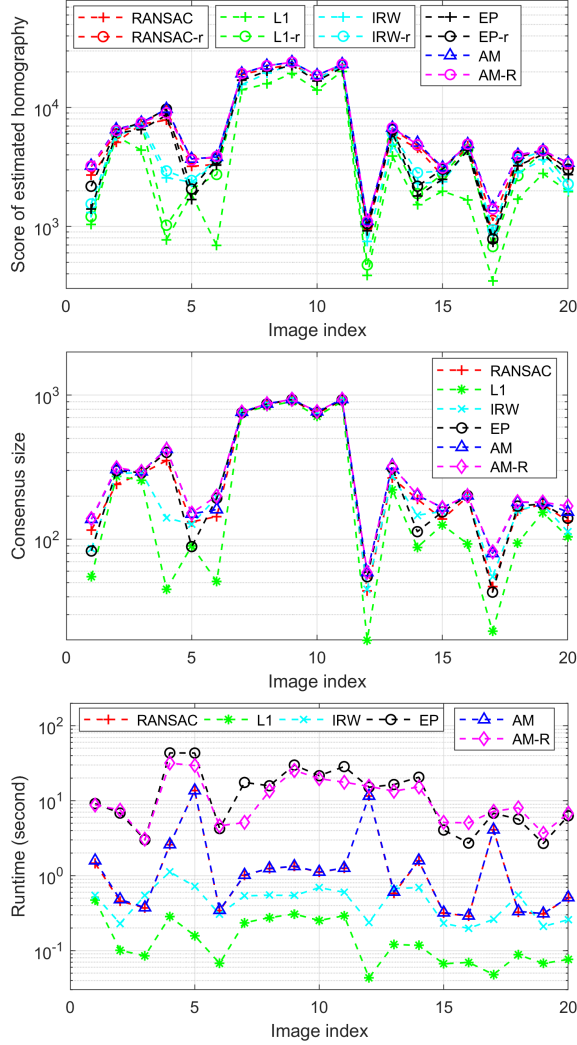 RANSAC
RANSAC-r
L1
L1-r
IRW
IRW-r
EP
EP-r
AM
AM-R
10^4
10^3
Score of estimated homography
0 5 10 15 20
Image index
RANSAC
L1
IRW
EP
AM
AM-R
10^3
10^2
Consensus size
0 5 10 15 20
Image index
RANSAC L1 IRW EP
AM
AM-R
10^2
10^1
10^0
10^-1
Runtime (second)
0 5 10 15 20
Image index